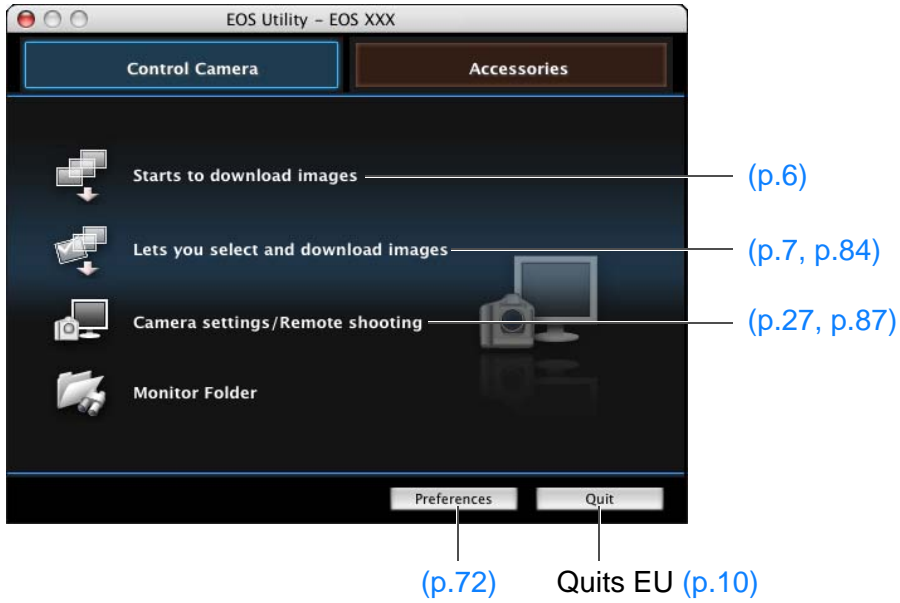 EOS Utility – EOS XXX
Control Camera
Accessories
Starts to download images
(p.6)
Lets you select and download images
(p.7, p.84)
Camera settings/Remote shooting
(p.27, p.87)
Monitor Folder
Preferences
Quit
(p.72)
Quits EU (p.10)